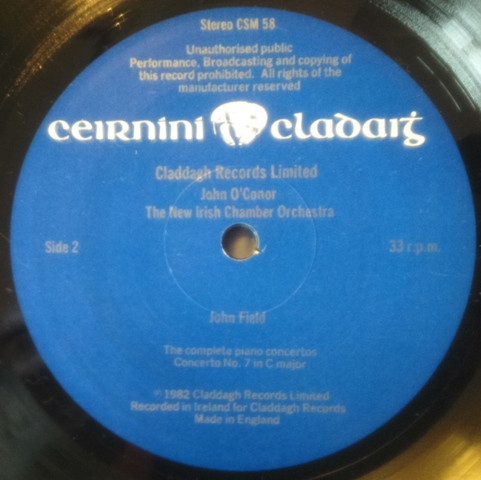 Stereo CSM 58
Unauthorised public
Performance, Broadcasting and copying of
this record prohibited. All rights of the
manufacturer reserved
ceirnini cladaiġ
Claddagh Records Limited
John O'Conor
The New Irish Chamber Orchestra
Side 2
33 r.p.m.
John Field
The complete piano concertos
Concerto No. 7 in C major
℗ 1982 Claddagh Records Limited
Recorded in Ireland for Claddagh Records
Made in England